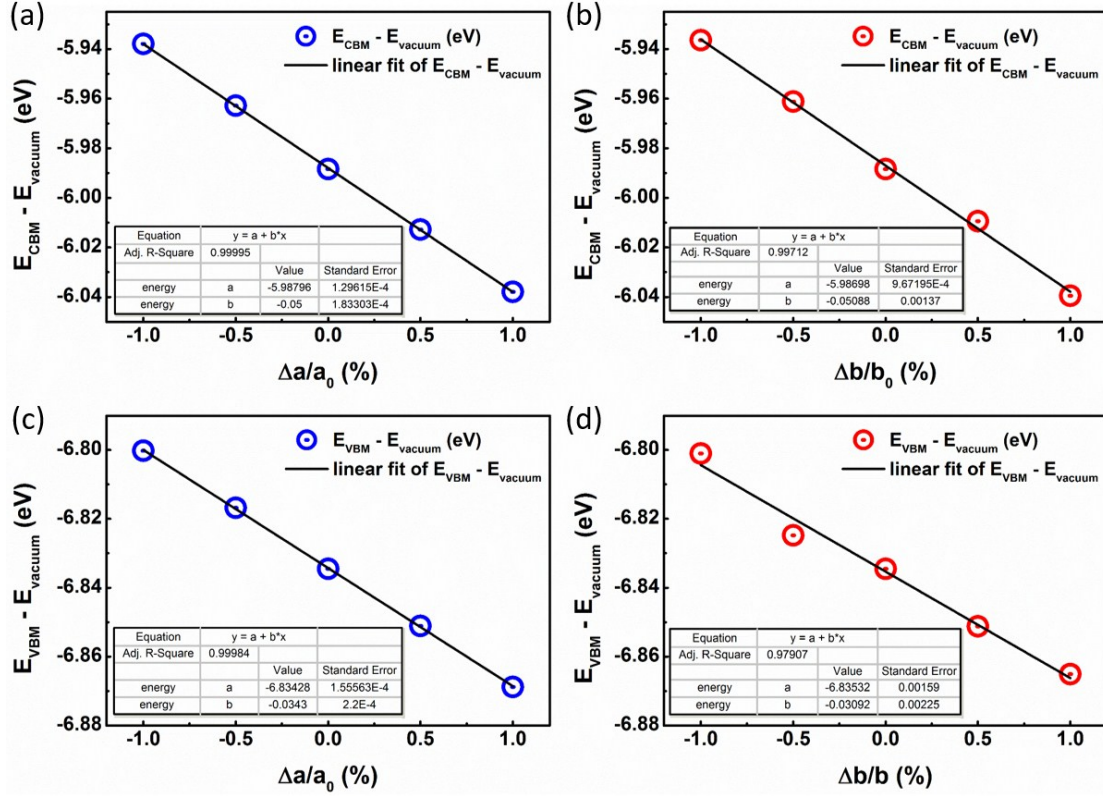 (a)
E_CBM - E_vacuum (eV)
linear fit of E_CBM - E_vacuum
-5.94
-5.96
-5.98
-6.00
-6.02
-6.04
E_CBM - E_vacuum (eV)
Equation y = a + b*x
Adj. R-Square 0.99995
Value Standard Error
energy a -5.98796 1.29615E-4
energy b -0.05 1.83303E-4
-1.0 -0.5 0.0 0.5 1.0
Δa/a_0 (%)
(b)
E_CBM - E_vacuum (eV)
linear fit of E_CBM - E_vacuum
-5.94
-5.96
-5.98
-6.00
-6.02
-6.04
E_CBM - E_vacuum (eV)
Equation y = a + b*x
Adj. R-Square 0.99712
Value Standard Error
energy a -5.98698 9.67195E-4
energy b -0.05088 0.00137
-1.0 -0.5 0.0 0.5 1.0
Δb/b_0 (%)
(c)
E_VBM - E_vacuum (eV)
linear fit of E_VBM - E_vacuum
-6.80
-6.82
-6.84
-6.86
-6.88
E_VBM - E_vacuum (eV)
Equation y = a + b*x
Adj. R-Square 0.99984
Value Standard Error
energy a -6.83428 1.55563E-4
energy b -0.0343 2.2E-4
-1.0 -0.5 0.0 0.5 1.0
Δa/a_0 (%)
(d)
E_VBM - E_vacuum (eV)
linear fit of E_VBM - E_vacuum
-6.80
-6.82
-6.84
-6.86
-6.88
E_VBM - E_vacuum (eV)
Equation y = a + b*x
Adj. R-Square 0.97907
Value Standard Error
energy a -6.83532 0.00159
energy b -0.03092 0.00225
-1.0 -0.5 0.0 0.5 1.0
Δb/b (%)